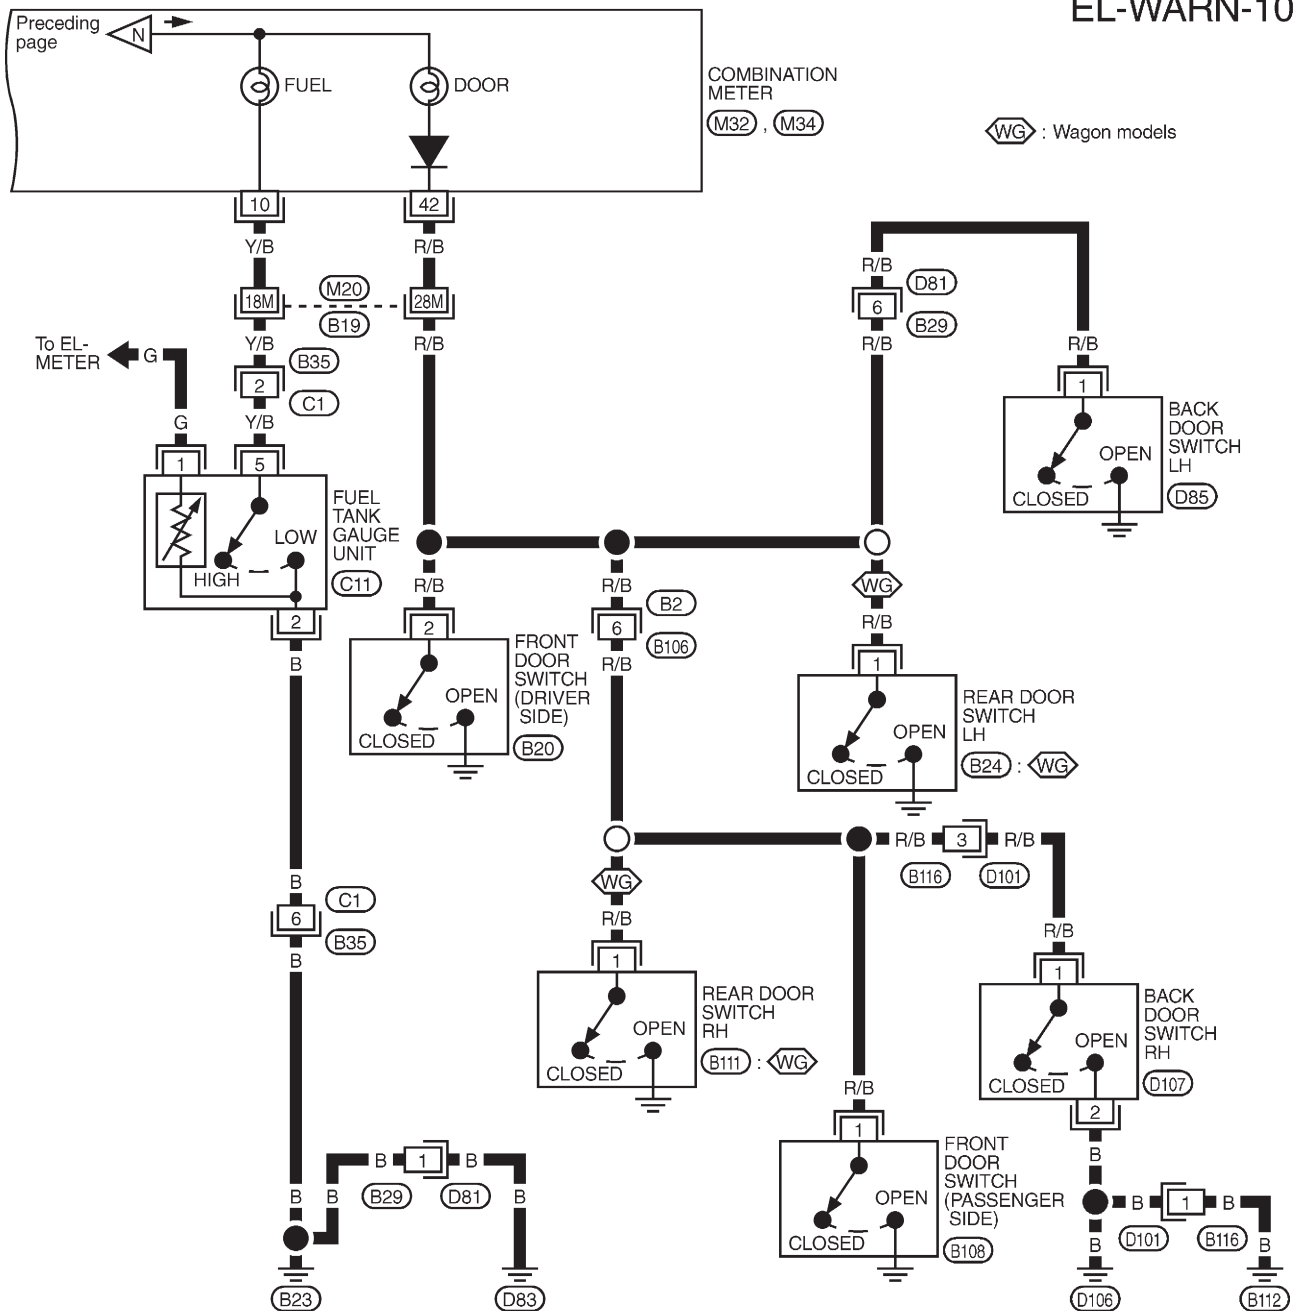 EL-WARN-10
Preceding
page
N
FUEL
DOOR
COMBINATION
METER
M32 , M34
WG : Wagon models
10
42
Y/B
R/B
18M
M20
28M
B19
Y/B
R/B
To EL-
METER
G
B35
2
C1
G
Y/B
1
5
FUEL
TANK
GAUGE
UNIT
LOW
HIGH
C11
2
B
R/B
D81
6
B29
R/B
R/B
1
BACK
DOOR
SWITCH
LH
OPEN
CLOSED
D85
R/B
2
FRONT
DOOR
SWITCH
(DRIVER
SIDE)
OPEN
CLOSED
B20
R/B
B2
6
B106
R/B
WG
R/B
1
REAR DOOR
SWITCH
LH
OPEN
CLOSED
B24 : WG
R/B
3
R/B
B116
D101
WG
R/B
1
REAR DOOR
SWITCH
RH
OPEN
CLOSED
B111 : WG
R/B
1
BACK
DOOR
SWITCH
RH
OPEN
CLOSED
D107
2
B
B
C1
6
B35
B
R/B
1
FRONT
DOOR
SWITCH
(PASSENGER
SIDE)
OPEN
CLOSED
B108
B
1
B
B29
D81
B
B
B
B23
D83
B
1
B
D101
B116
B
B
D106
B112